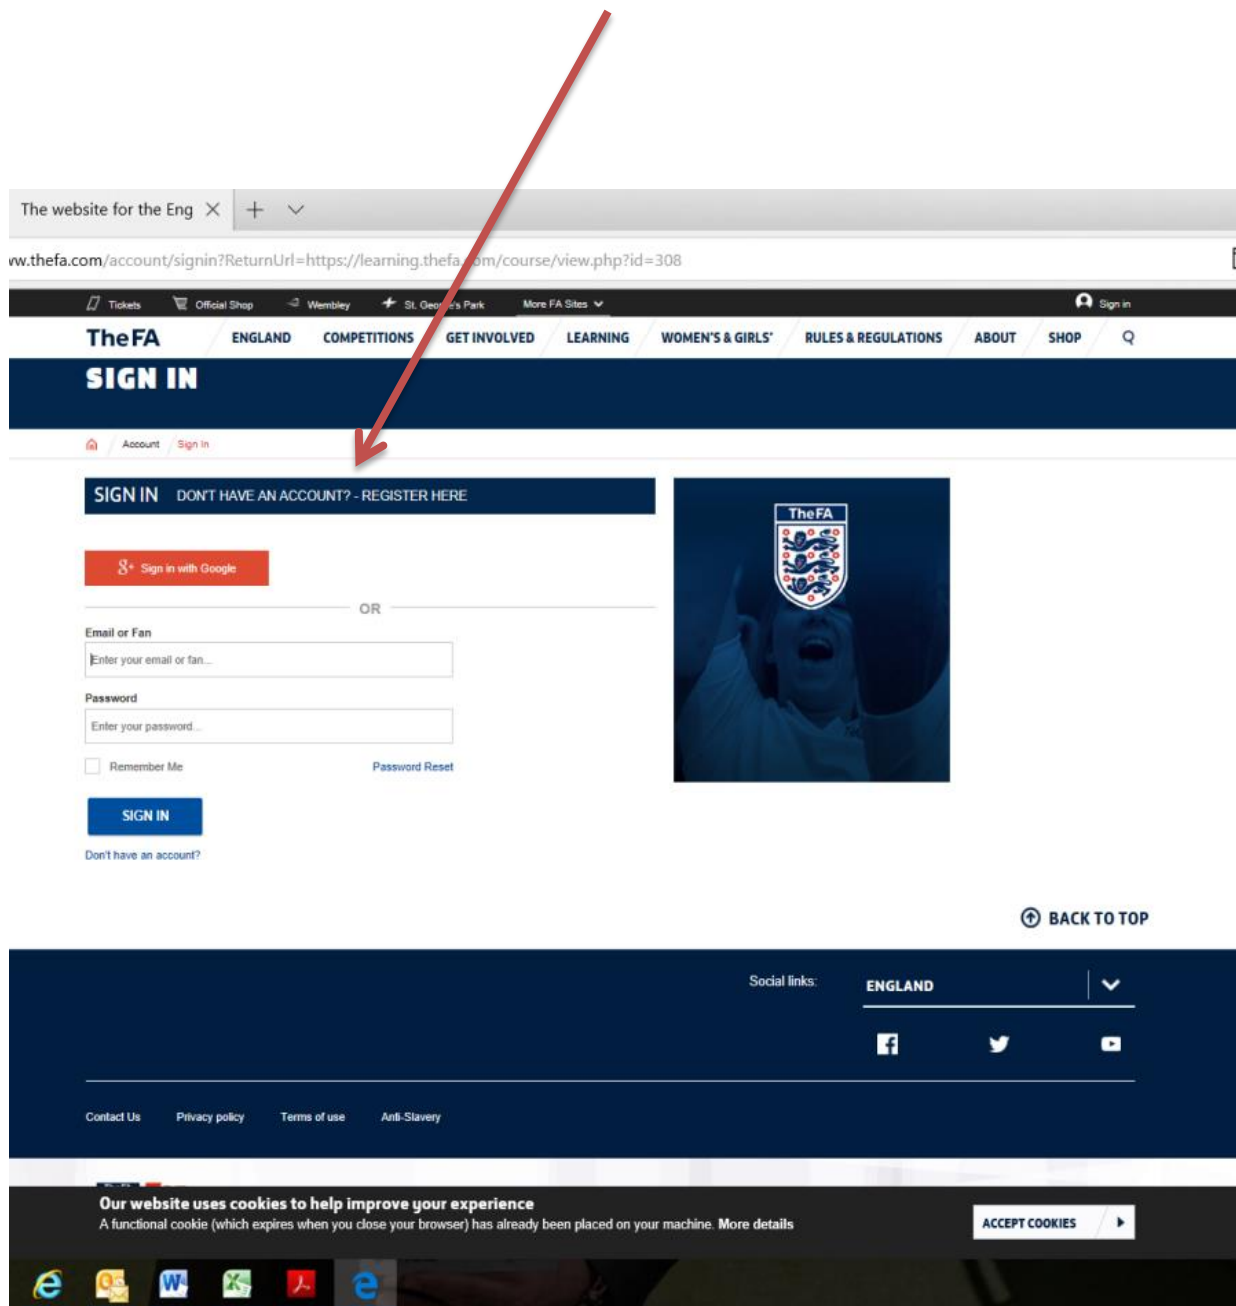 The website for the Eng
ww.thefa.com/account/signin?ReturnUrl=https://learning.thefa.com/course/view.php?id=308
Tickets Official Shop Wembley St. George's Park More FA Sites Sign in
TheFA ENGLAND COMPETITIONS GET INVOLVED LEARNING WOMEN'S & GIRLS' RULES & REGULATIONS ABOUT SHOP
SIGN IN
Account Sign In
SIGN IN DON'T HAVE AN ACCOUNT? - REGISTER HERE
TheFA
8+ Sign in with Google
OR
Email or Fan
Enter your email or fan...
Password
Enter your password...
Remember Me Password Reset
SIGN IN
Don't have an account?
BACK TO TOP
Social links: ENGLAND
Contact Us Privacy policy Terms of use Anti-Slavery
Our website uses cookies to help improve your experience
A functional cookie (which expires when you close your browser) has already been placed on your machine. More details
ACCEPT COOKIES